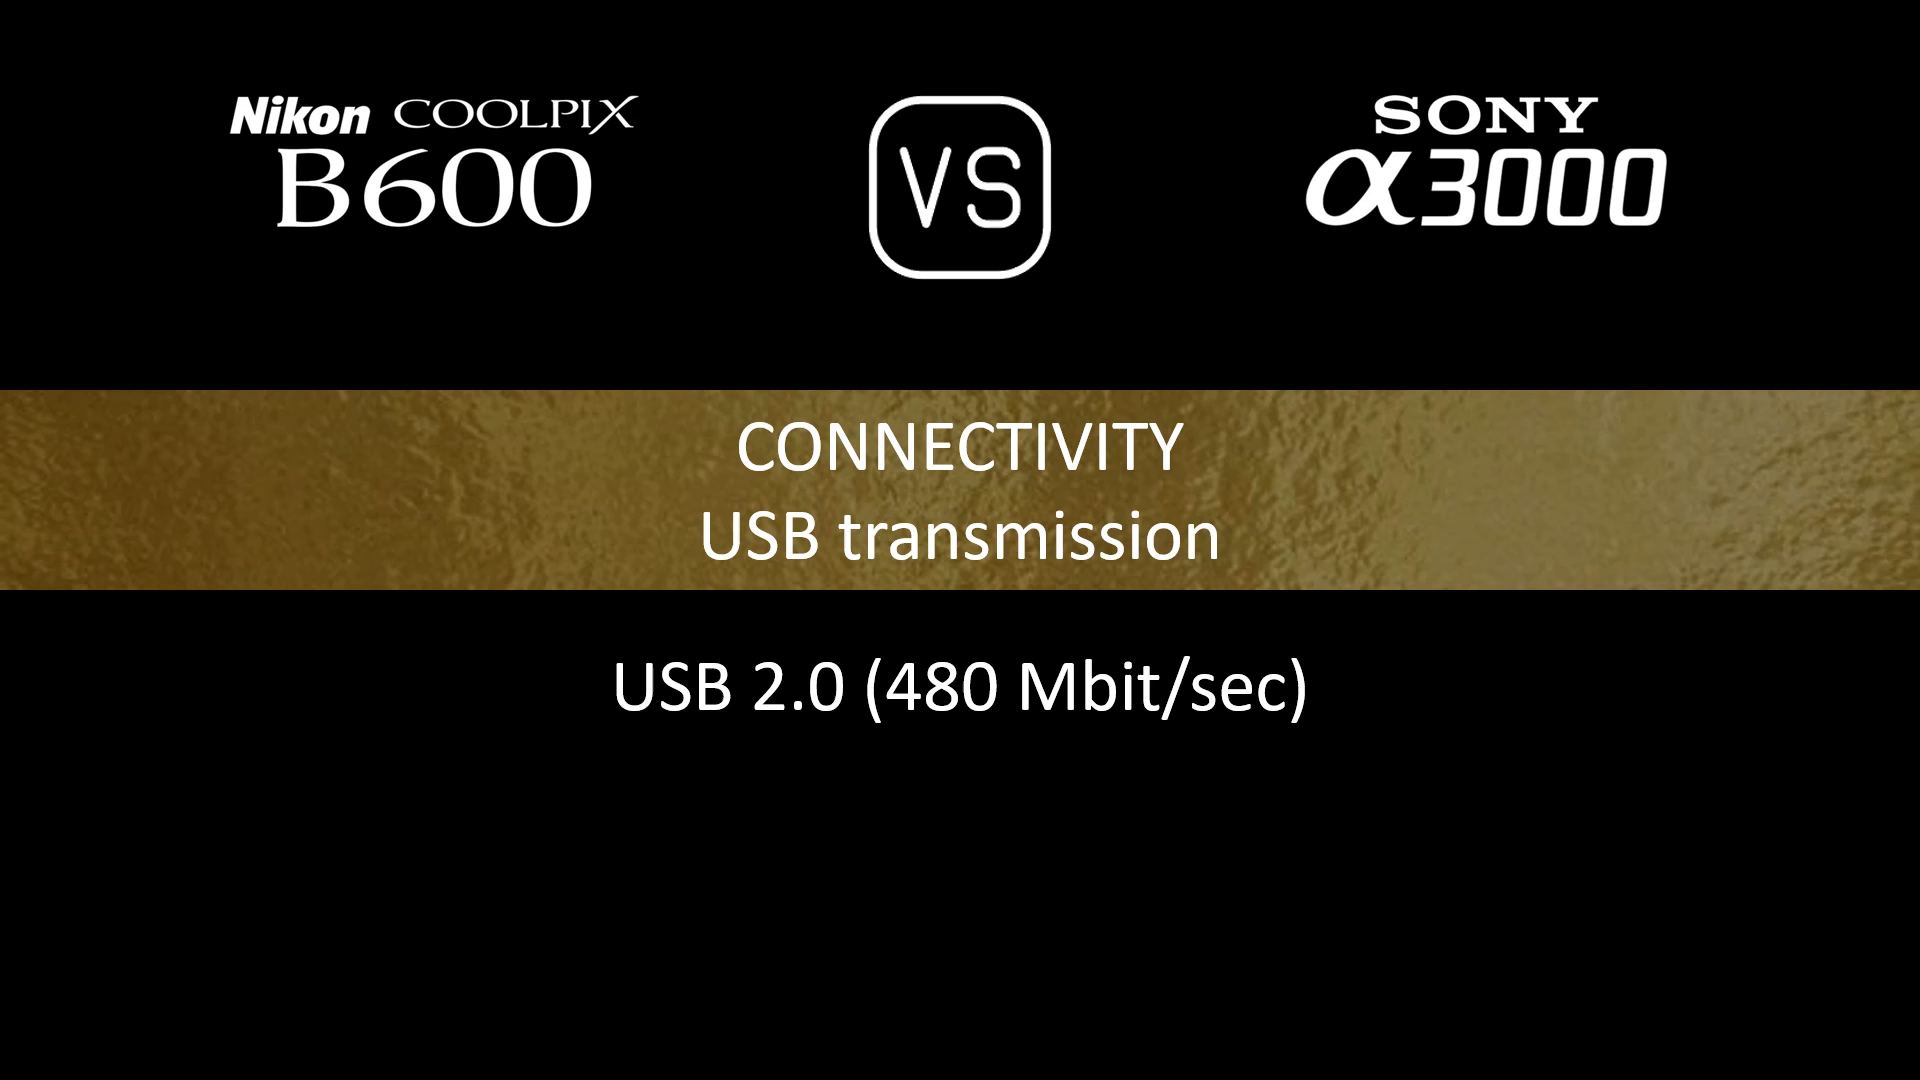 Nikon COOLPIX
B600
VS
SONY
α3000
CONNECTIVITY
USB transmission
USB 2.0 (480 Mbit/sec)